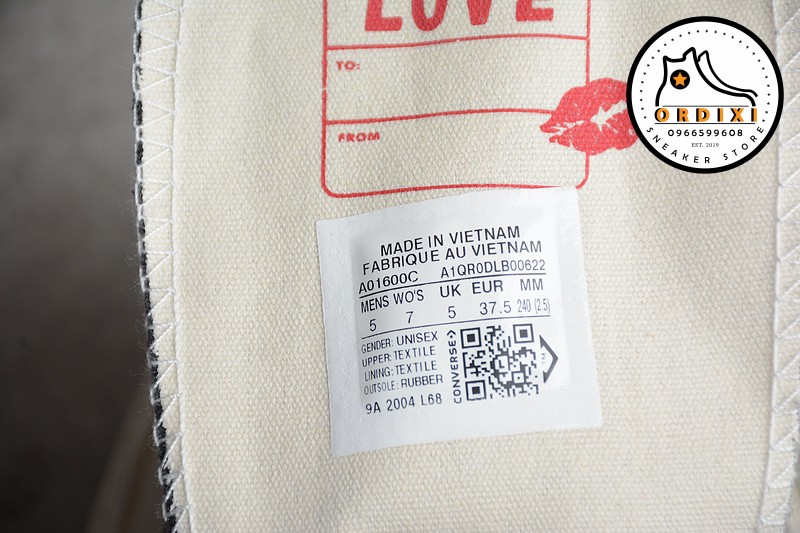 LOVE
TO:
FROM
ORDIXI
0966599608
EST. 2019
SNEAKER STORE
MADE IN VIETNAM
FABRIQUE AU VIETNAM
A01600C A1QR0DLB00622
MENS WO'S UK EUR MM
5 7 5 37.5 240 (2.5)
GENDER: UNISEX
UPPER: TEXTILE
LINING: TEXTILE
OUTSOLE: RUBBER
CONVERSE
9A 2004 L68